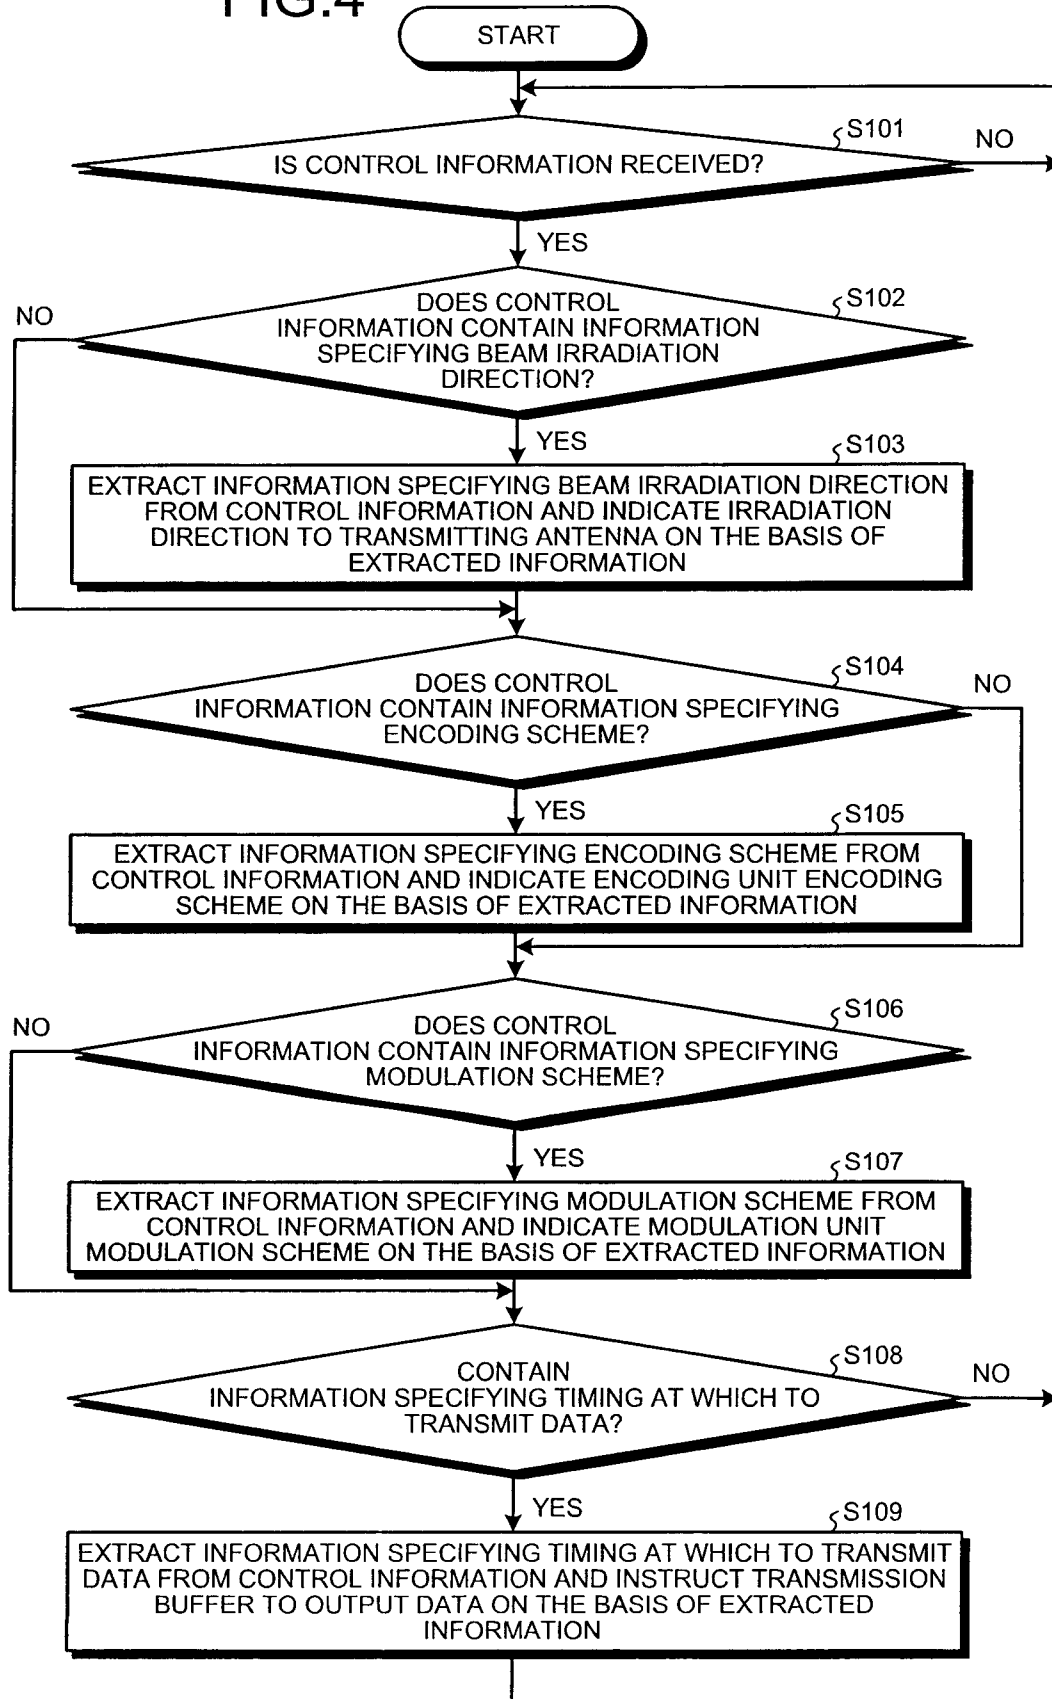 FIG.4
START
S101
NO
IS CONTROL INFORMATION RECEIVED?
YES
S102
NO
DOES CONTROL
INFORMATION CONTAIN INFORMATION
SPECIFYING BEAM IRRADIATION
DIRECTION?
YES
S103
EXTRACT INFORMATION SPECIFYING BEAM IRRADIATION DIRECTION
FROM CONTROL INFORMATION AND INDICATE IRRADIATION
DIRECTION TO TRANSMITTING ANTENNA ON THE BASIS OF
EXTRACTED INFORMATION
S104
NO
DOES CONTROL
INFORMATION CONTAIN INFORMATION SPECIFYING
ENCODING SCHEME?
YES
S105
EXTRACT INFORMATION SPECIFYING ENCODING SCHEME FROM
CONTROL INFORMATION AND INDICATE ENCODING UNIT ENCODING
SCHEME ON THE BASIS OF EXTRACTED INFORMATION
S106
NO
DOES CONTROL
INFORMATION CONTAIN INFORMATION SPECIFYING
MODULATION SCHEME?
YES
S107
EXTRACT INFORMATION SPECIFYING MODULATION SCHEME FROM
CONTROL INFORMATION AND INDICATE MODULATION UNIT
MODULATION SCHEME ON THE BASIS OF EXTRACTED INFORMATION
S108
NO
CONTAIN
INFORMATION SPECIFYING TIMING AT WHICH TO
TRANSMIT DATA?
YES
S109
EXTRACT INFORMATION SPECIFYING TIMING AT WHICH TO TRANSMIT
DATA FROM CONTROL INFORMATION AND INSTRUCT TRANSMISSION
BUFFER TO OUTPUT DATA ON THE BASIS OF EXTRACTED
INFORMATION